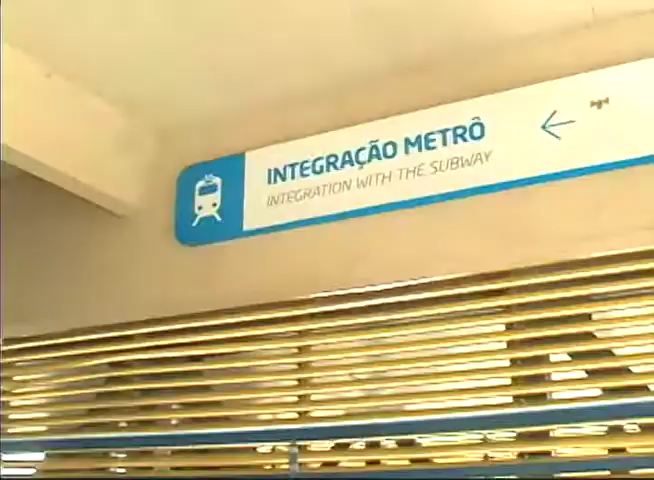 INTEGRAÇÃO METRÔ
INTEGRATION WITH THE SUBWAY